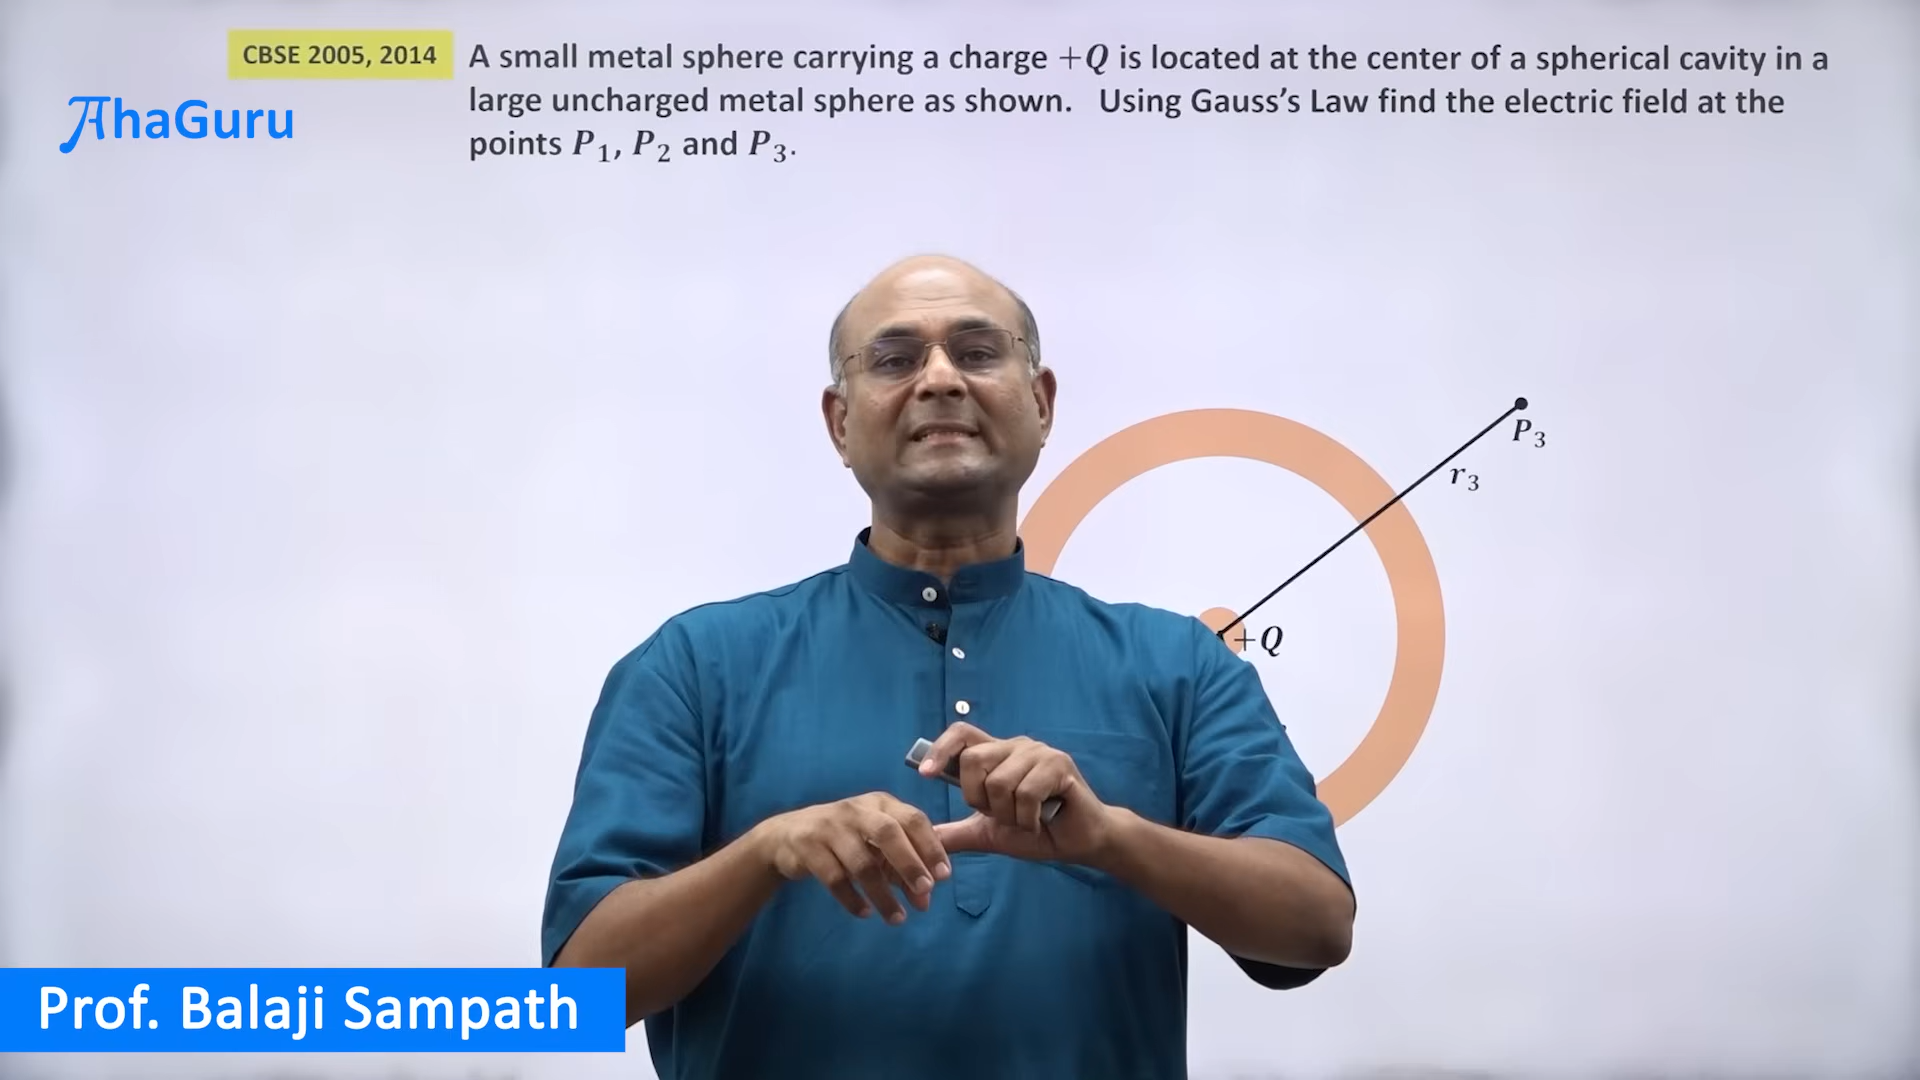 CBSE 2005, 2014
A small metal sphere carrying a charge +Q is located at the center of a spherical cavity in a
large uncharged metal sphere as shown. Using Gauss’s Law find the electric field at the
points P₁, P₂ and P₃.
AhaGuru
P₃
r₃
+Q
Prof. Balaji Sampath